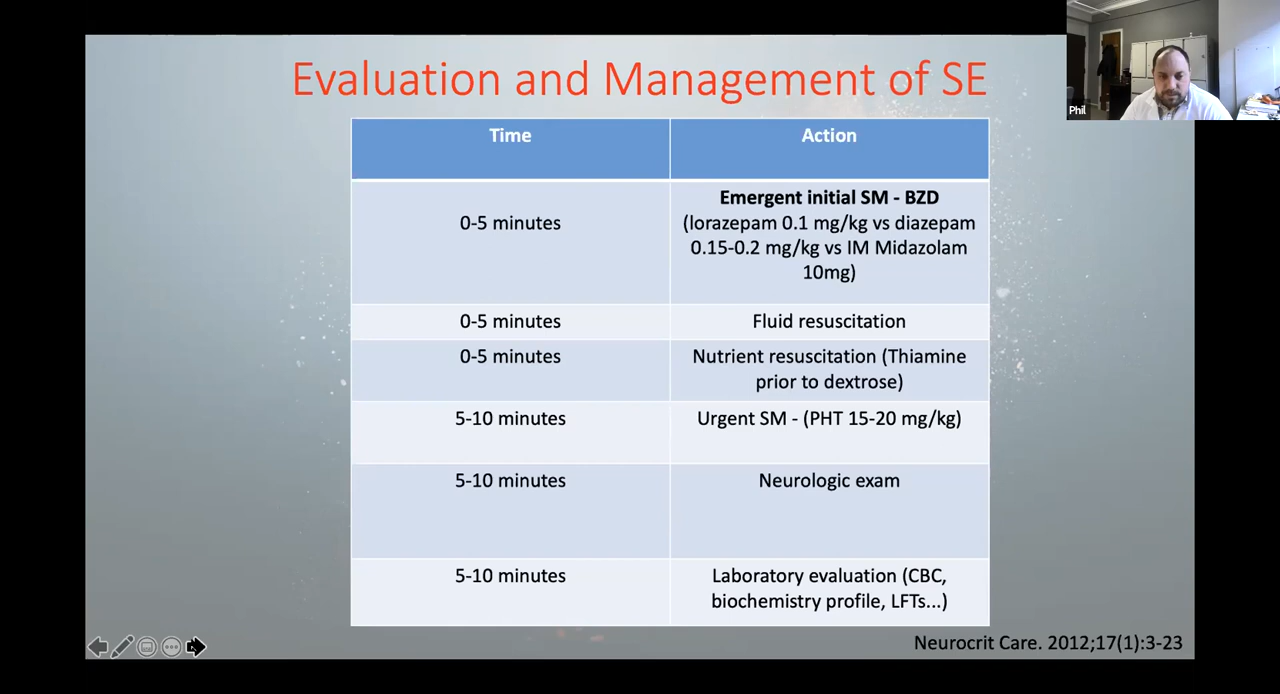 Phil
Evaluation and Management of SE
Time
Action
0-5 minutes
Emergent initial SM - BZD
(lorazepam 0.1 mg/kg vs diazepam
0.15-0.2 mg/kg vs IM Midazolam
10mg)
0-5 minutes
Fluid resuscitation
0-5 minutes
Nutrient resuscitation (Thiamine
prior to dextrose)
5-10 minutes
Urgent SM - (PHT 15-20 mg/kg)
5-10 minutes
Neurologic exam
5-10 minutes
Laboratory evaluation (CBC,
biochemistry profile, LFTs...)
Neurocrit Care. 2012;17(1):3-23